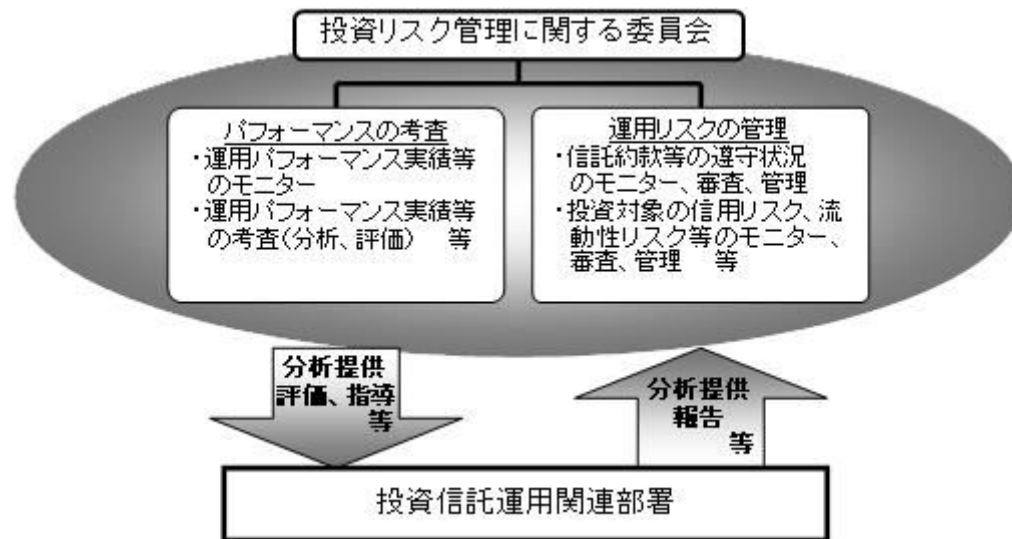 投資リスク管理に関する委員会
パフォーマンスの考査
・運用パフォーマンス実績等
のモニター
・運用パフォーマンス実績等
の考査(分析、評価) 等
運用リスクの管理
・信託約款等の遵守状況
のモニター、審査、管理
・投資対象の信用リスク、流
動性リスク等のモニター、
審査、管理 等
分析提供
評価、指導
等
分析提供
報告
等
投資信託運用関連部署